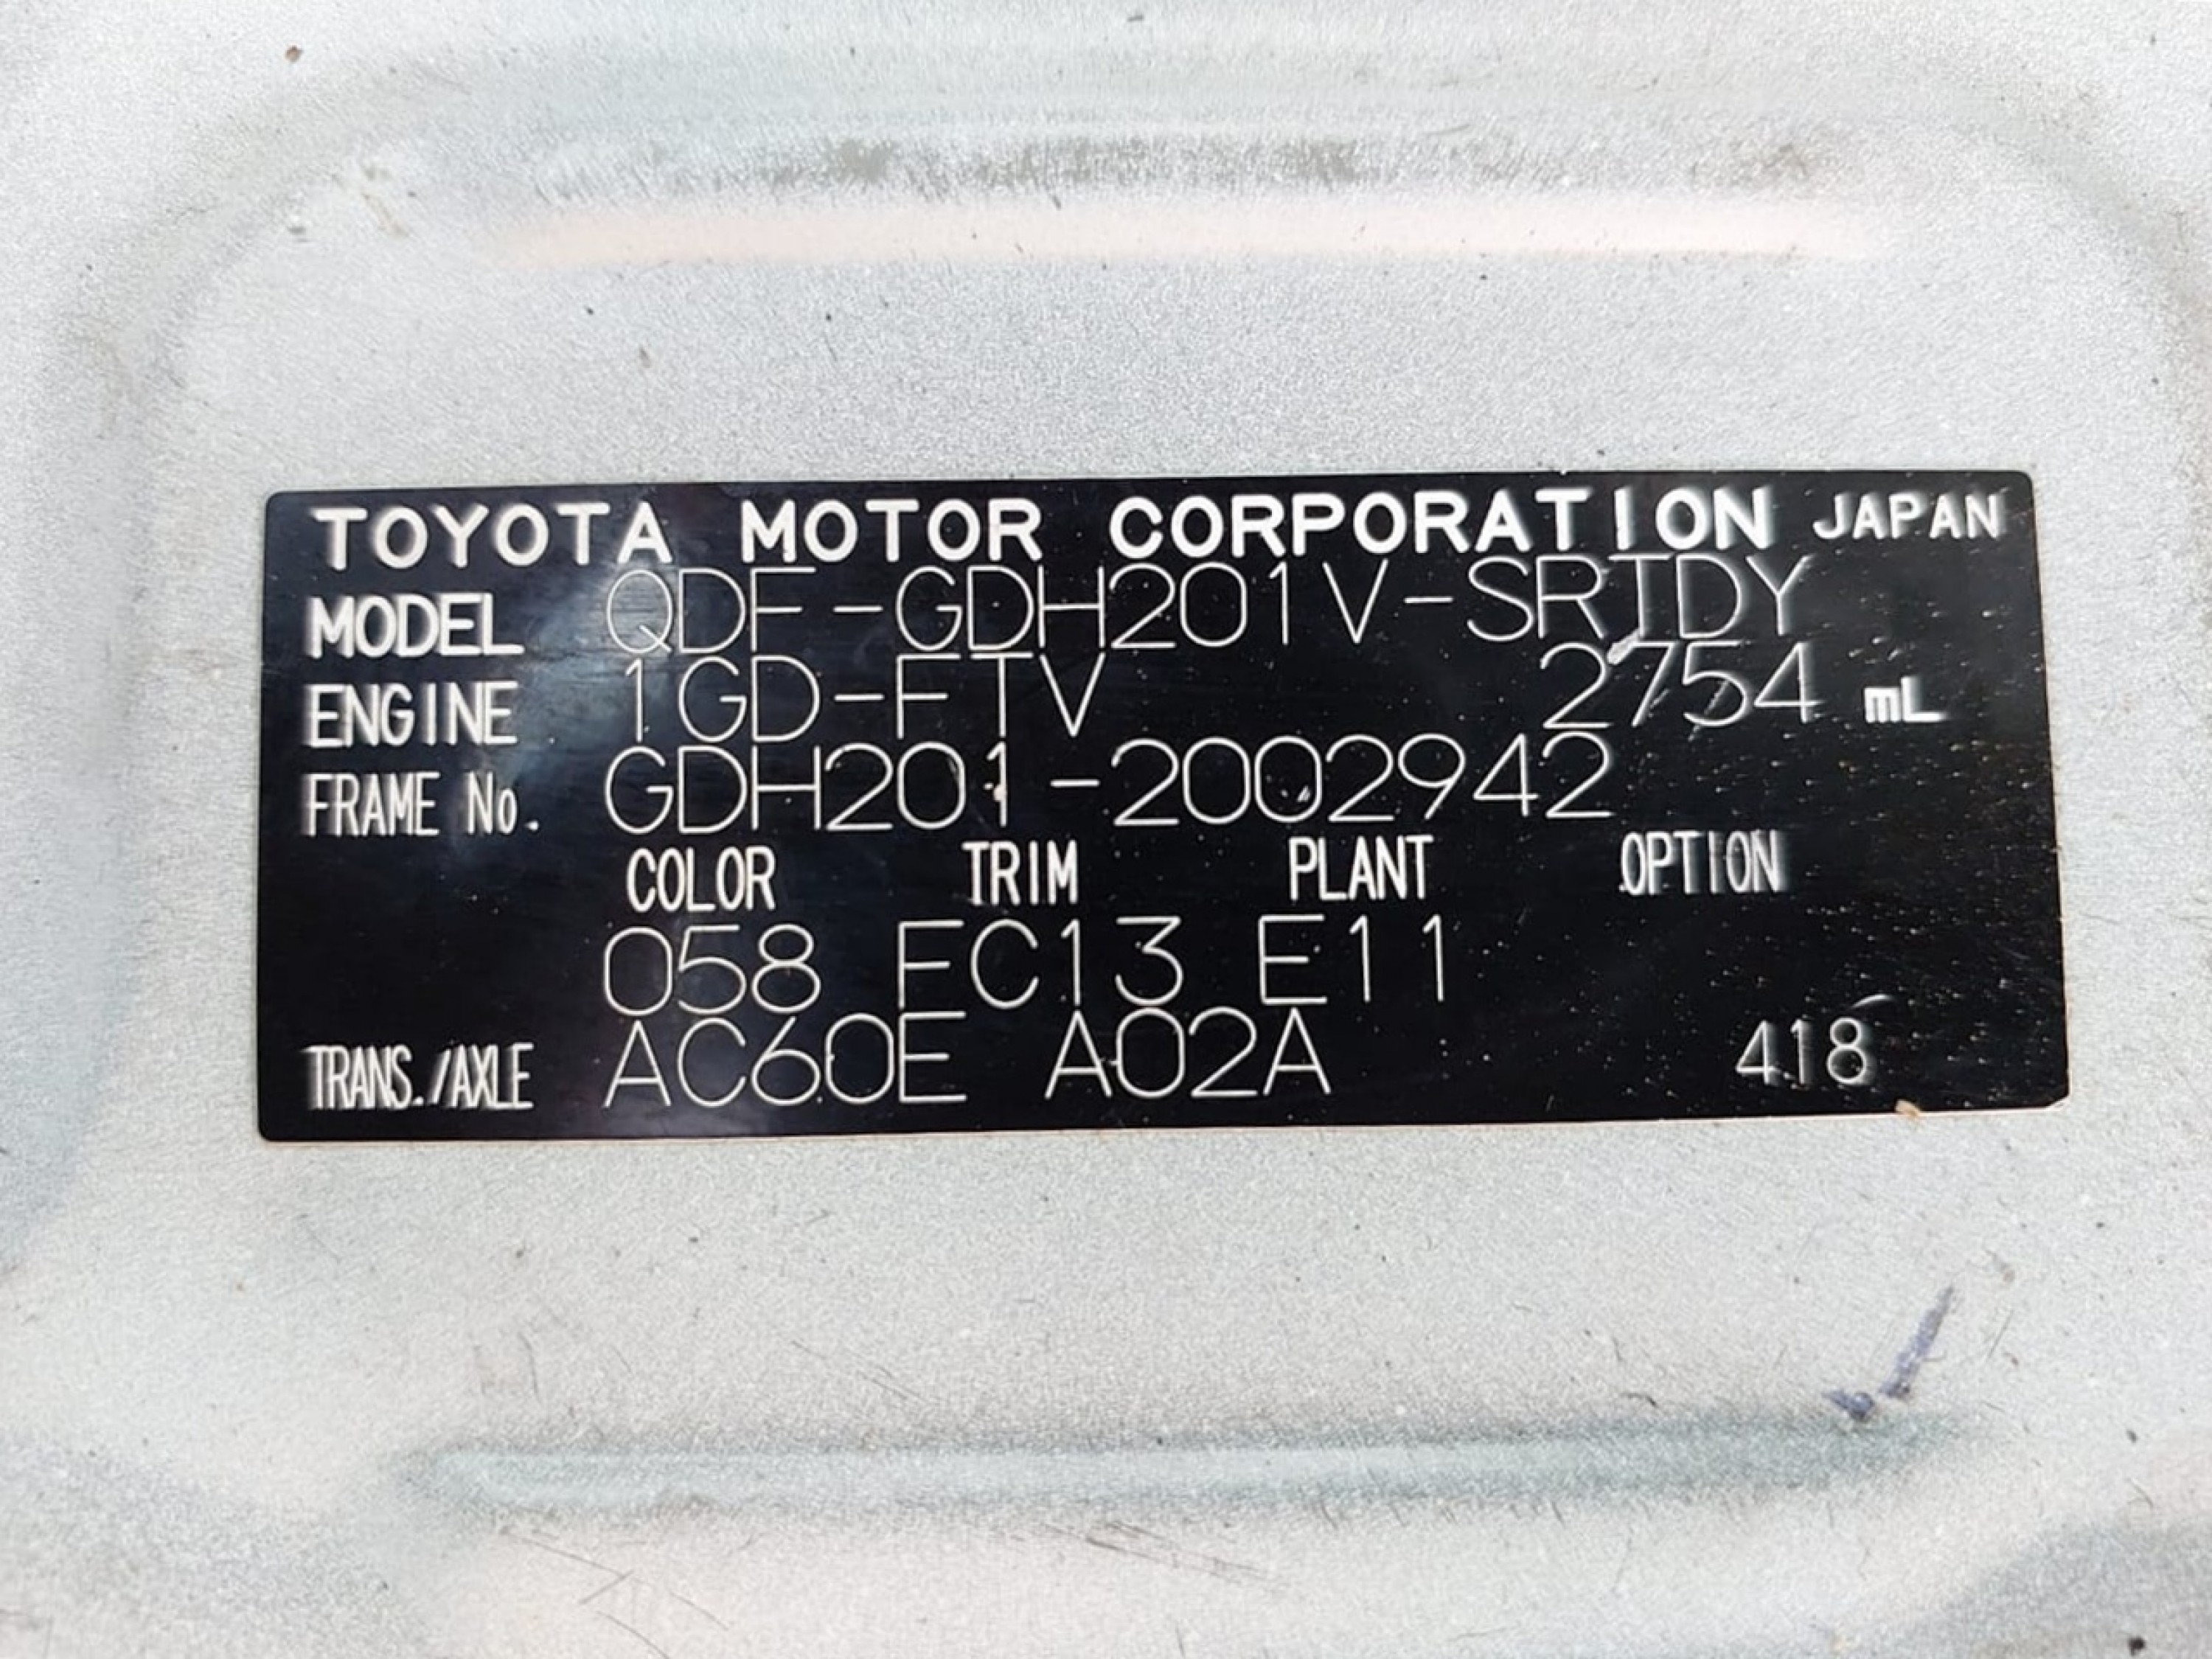 TOYOTA MOTOR CORPORATION JAPAN
MODEL QDF-GDH201V-SRTDY
ENGINE 1GD-FTV 2754 mL
FRAME No. GDH201-2002942
COLOR TRIM PLANT OPTION
058 FC13 E11
TRANS./AXLE AC60E A02A 418